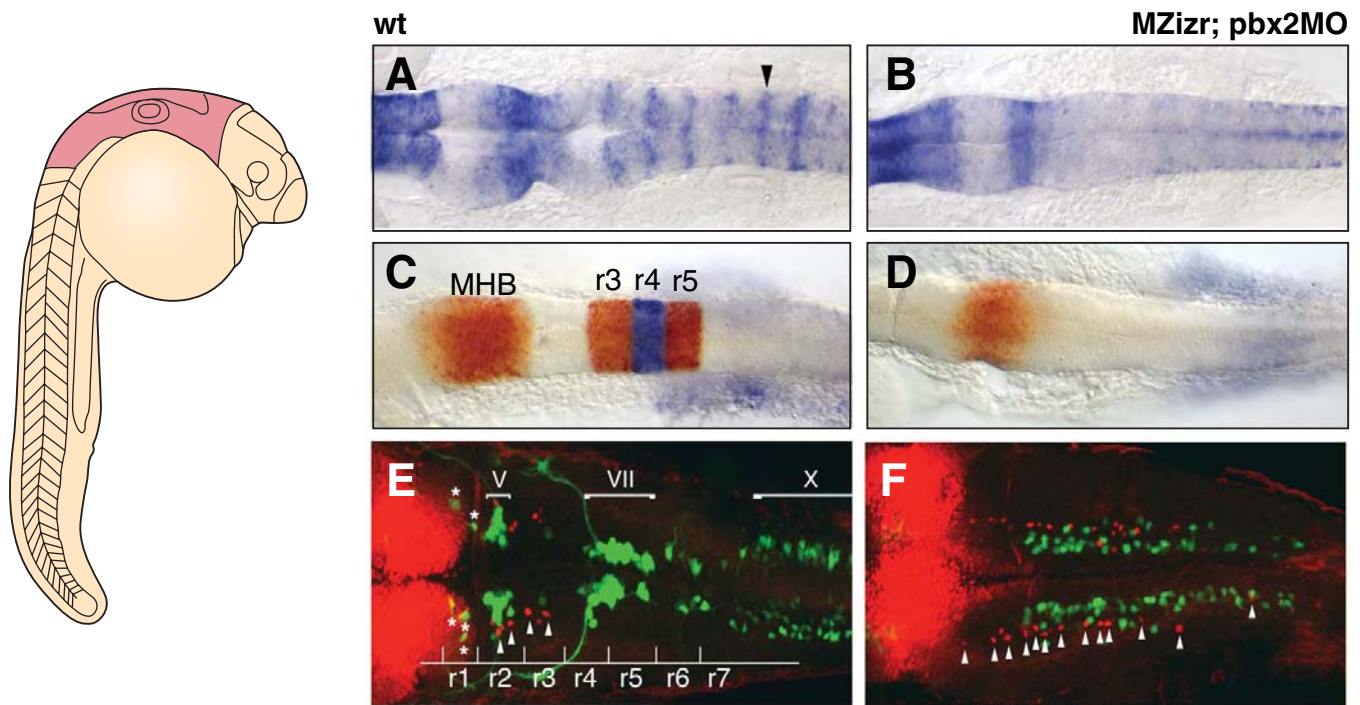 wt MZizr; pbx2MO
A B
C MHB r3 r4 r5 D
E V VII X F
* * * * * *
r1 r2 r3 r4 r5 r6 r7